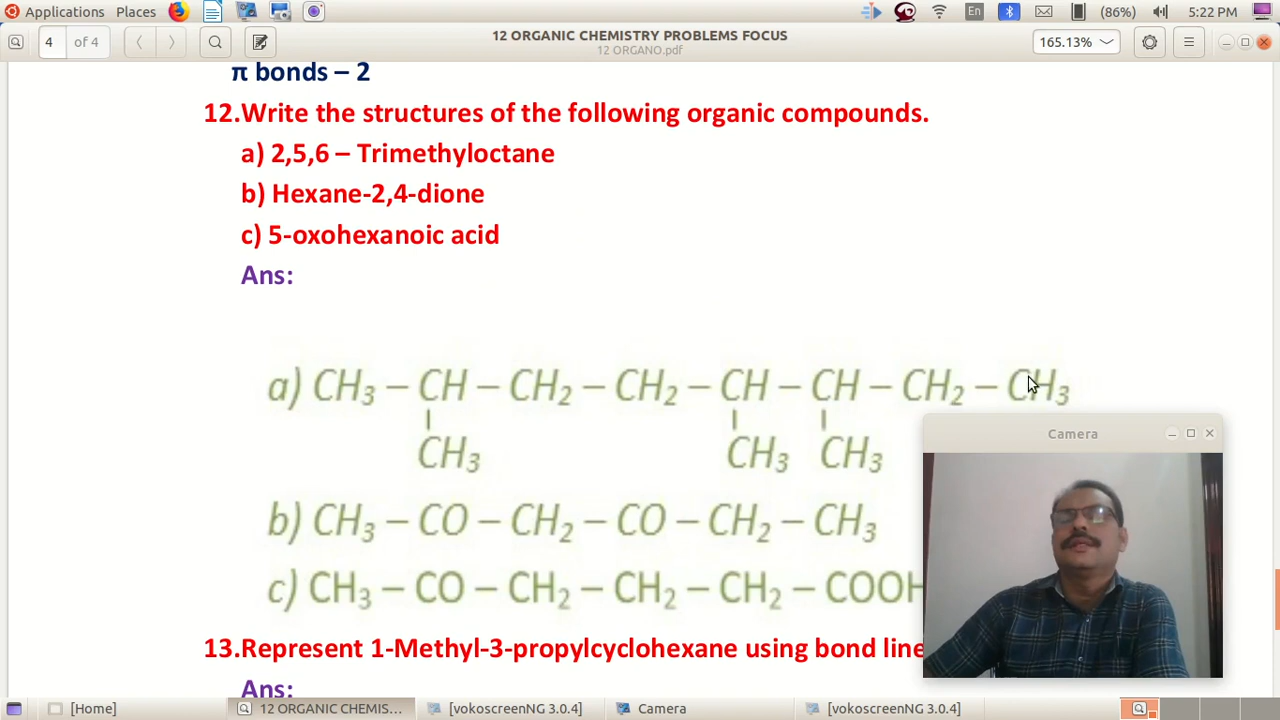 Applications Places En (86%) 5:22 PM
4 of 4 12 ORGANIC CHEMISTRY PROBLEMS FOCUS 165.13%
12 ORGANO.pdf
π bonds – 2
12.Write the structures of the following organic compounds.
a) 2,5,6 – Trimethyloctane
b) Hexane-2,4-dione
c) 5-oxohexanoic acid
Ans:
a) CH₃ – CH – CH₂ – CH₂ – CH – CH – CH₂ – CH₃
CH₃ CH₃ CH₃
Camera
b) CH₃ – CO – CH₂ – CO – CH₂ – CH₃
c) CH₃ – CO – CH₂ – CH₂ – CH₂ – COOH
13.Represent 1-Methyl-3-propylcyclohexane using bond line
Ans:
[Home] 12 ORGANIC CHEMIS... [vokoscreenNG 3.0.4] Camera [vokoscreenNG 3.0.4]